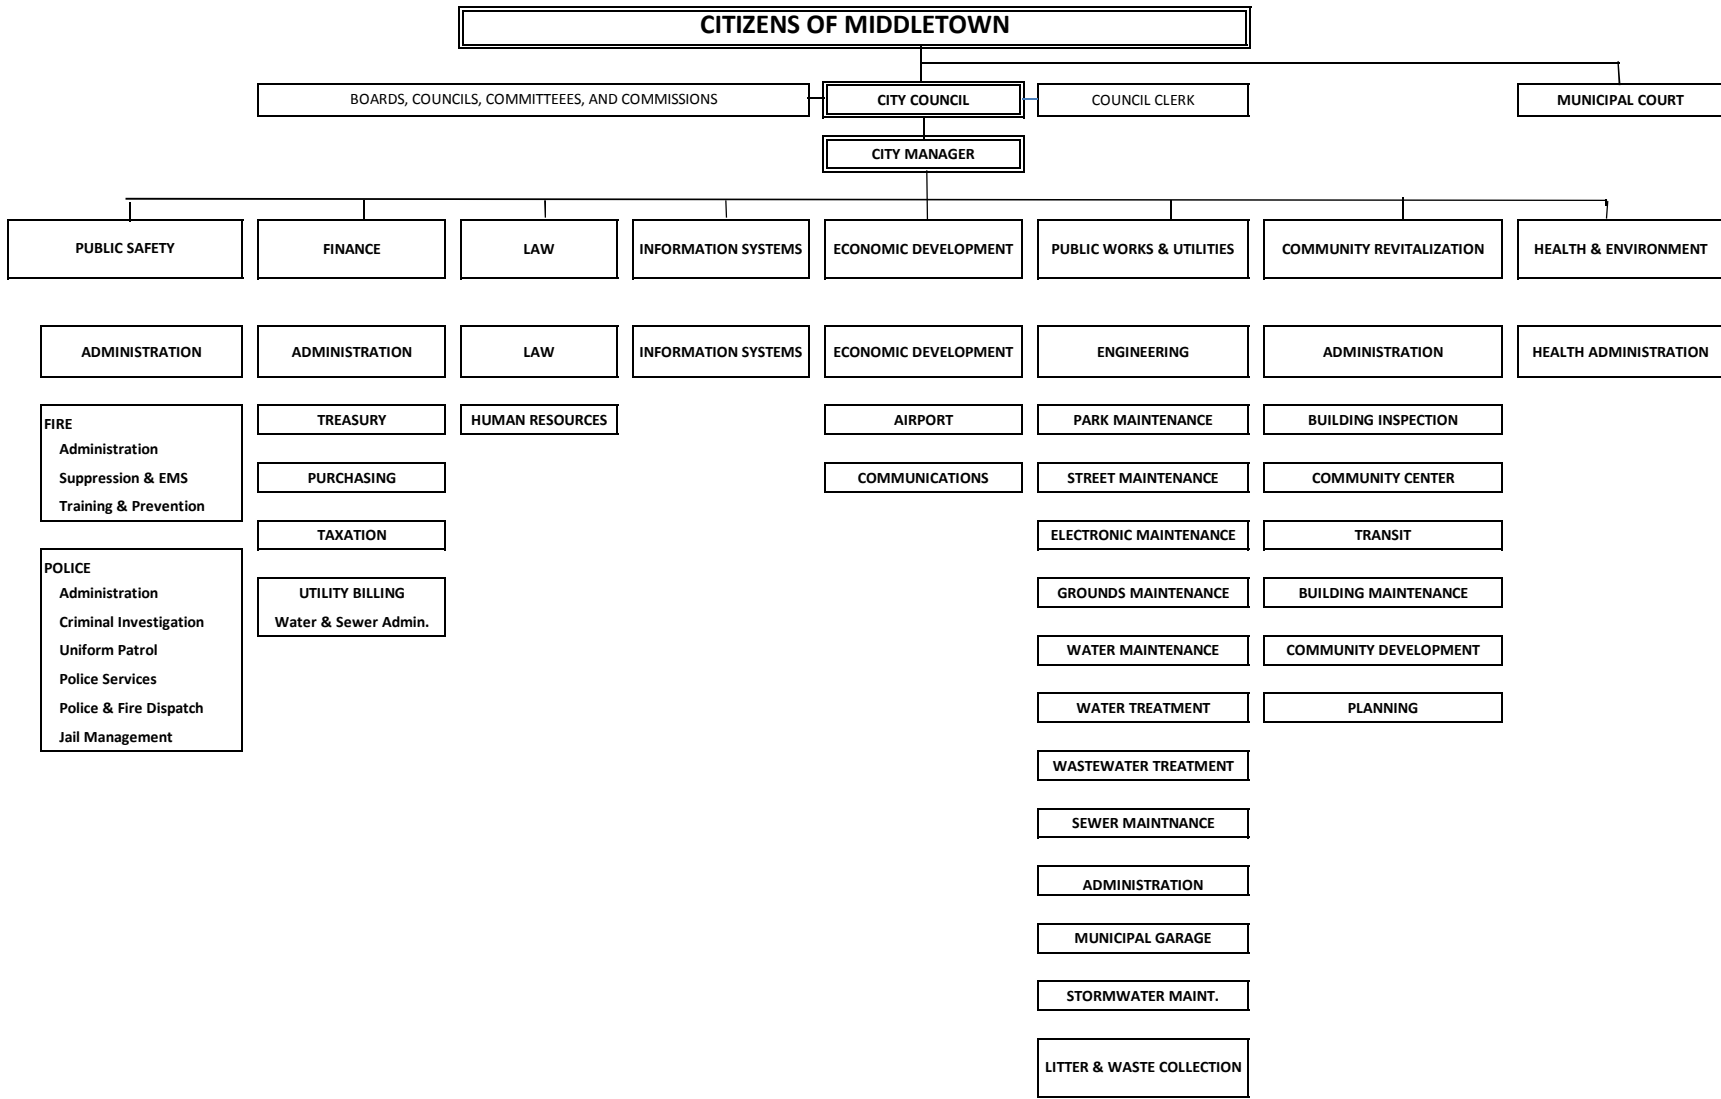 CITIZENS OF MIDDLETOWN
BOARDS, COUNCILS, COMMITTEEES, AND COMMISSIONS
CITY COUNCIL
COUNCIL CLERK
MUNICIPAL COURT
CITY MANAGER
PUBLIC SAFETY
FINANCE
LAW
INFORMATION SYSTEMS
ECONOMIC DEVELOPMENT
PUBLIC WORKS & UTILITIES
COMMUNITY REVITALIZATION
HEALTH & ENVIRONMENT
ADMINISTRATION
FIRE
Administration
Suppression & EMS
Training & Prevention
POLICE
Administration
Criminal Investigation
Uniform Patrol
Police Services
Police & Fire Dispatch
Jail Management
ADMINISTRATION
TREASURY
PURCHASING
TAXATION
UTILITY BILLING
Water & Sewer Admin.
LAW
HUMAN RESOURCES
INFORMATION SYSTEMS
ECONOMIC DEVELOPMENT
AIRPORT
COMMUNICATIONS
ENGINEERING
PARK MAINTENANCE
STREET MAINTENANCE
ELECTRONIC MAINTENANCE
GROUNDS MAINTENANCE
WATER MAINTENANCE
WATER TREATMENT
WASTEWATER TREATMENT
SEWER MAINTNANCE
ADMINISTRATION
MUNICIPAL GARAGE
STORMWATER MAINT.
LITTER & WASTE COLLECTION
ADMINISTRATION
BUILDING INSPECTION
COMMUNITY CENTER
TRANSIT
BUILDING MAINTENANCE
COMMUNITY DEVELOPMENT
PLANNING
HEALTH ADMINISTRATION